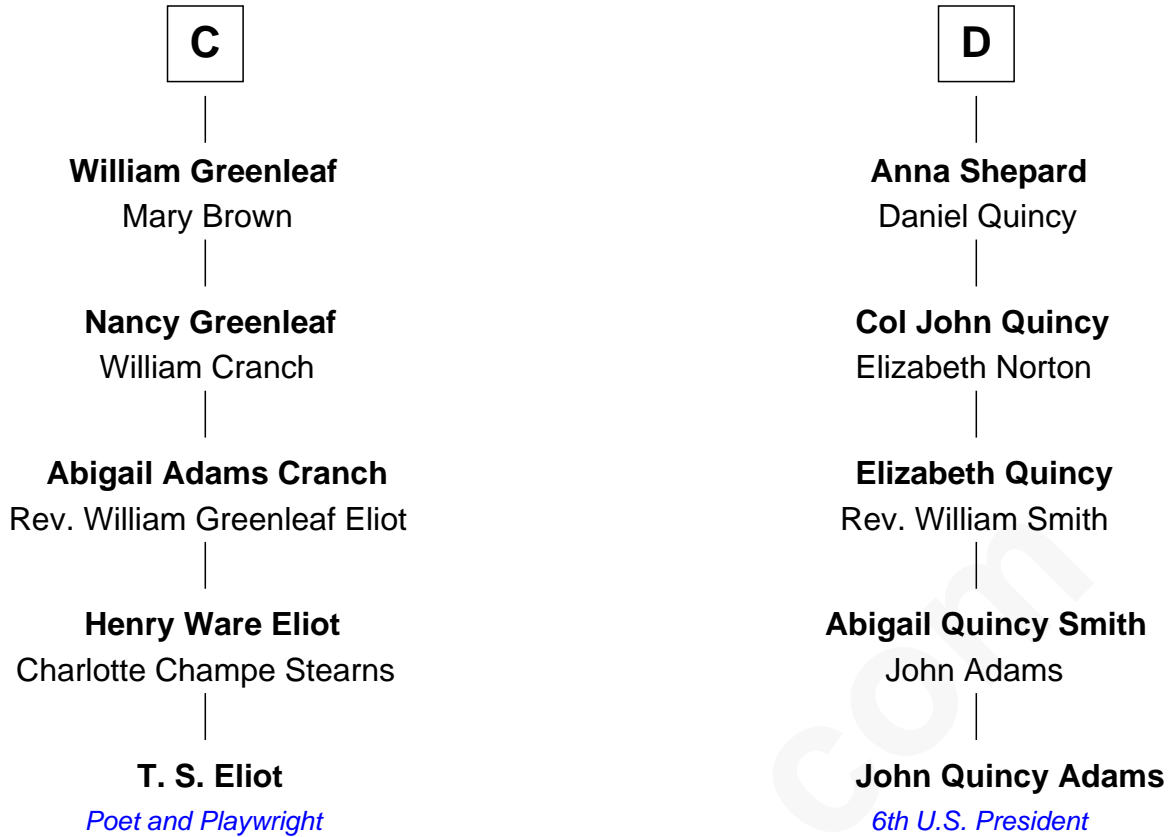 C
William Greenleaf
Mary Brown
Nancy Greenleaf
William Cranch
Abigail Adams Cranch
Rev. William Greenleaf Eliot
Henry Ware Eliot
Charlotte Champe Stearns
T. S. Eliot
Poet and Playwright
D
Anna Shepard
Daniel Quincy
Col John Quincy
Elizabeth Norton
Elizabeth Quincy
Rev. William Smith
Abigail Quincy Smith
John Adams
John Quincy Adams
6th U.S. President
com